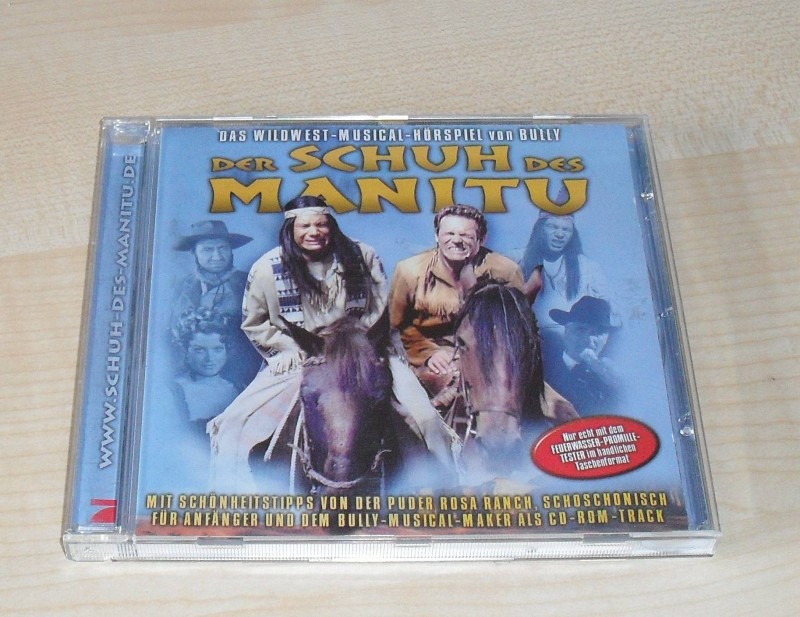 DAS WILDWEST-MUSICAL-HÖRSPIEL von BULLY
DER SCHUH DES
MANITU
WWW.SCHUH-DES-MANITU.DE
Nur echt mit dem
FEUERWASSER-PROMILLE-
TESTER im handlichen
Taschenformat
MIT SCHÖNHEITSTIPPS VON DER PUDER ROSA RANCH, SCHOSCHONISCH
FÜR ANFÄNGER UND DEM BULLY-MUSICAL-MAKER ALS CD-ROM-TRACK